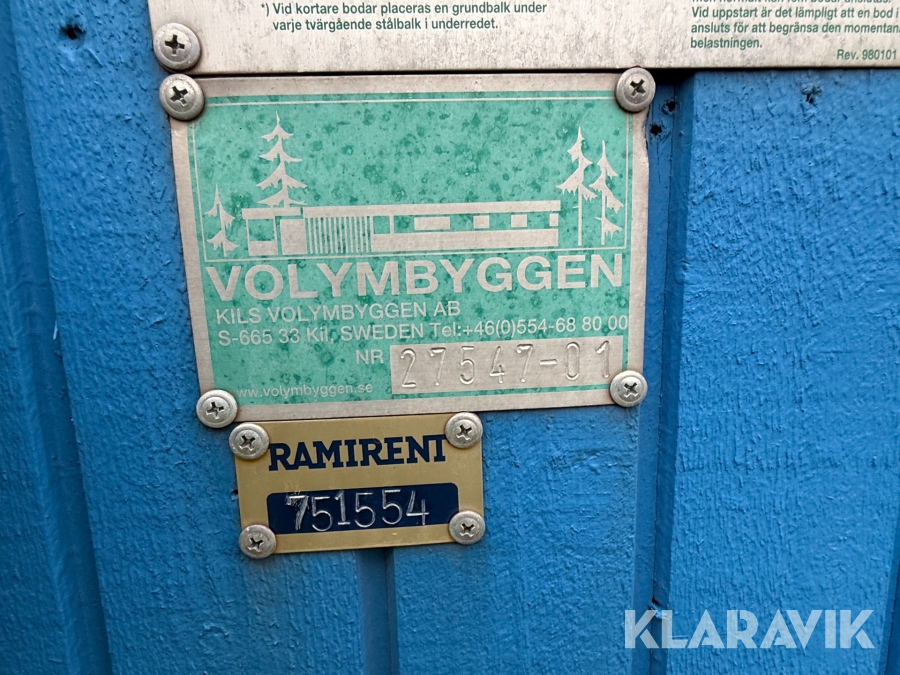 *) Vid kortare bodar placeras en grundbalk under
varje tvärgående stålbalk i underredet.
Vid uppstart är det lämpligt att en bod i
ansluts för att begränsa den momentan
belastningen.
Rev. 980101
VOLYMBYGGEN
KILS VOLYMBYGGEN AB
S-665 33 Kil, SWEDEN Tel:+46(0)554-68 80 00
NR 27547-01
www.volymbyggen.se
RAMIRENT
751554
KLARAVIK